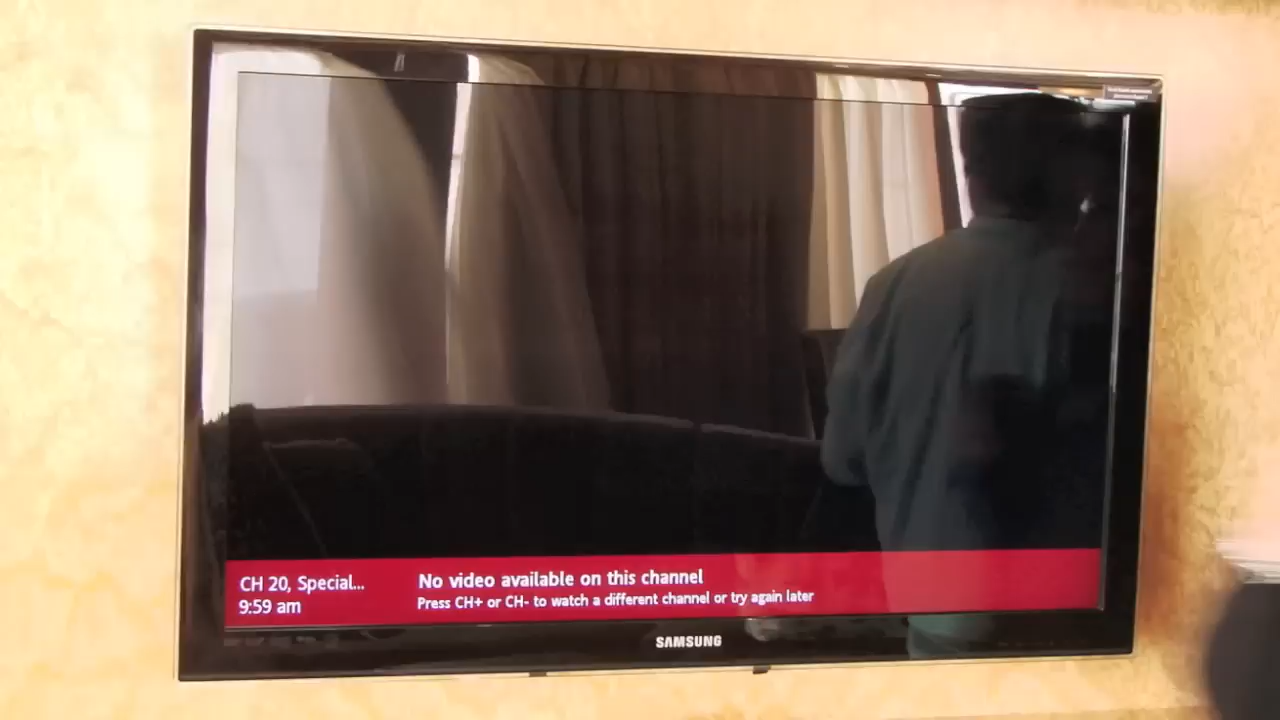 CH 20, Special...
9:59 am
No video available on this channel
Press CH+ or CH- to watch a different channel or try again later
SAMSUNG